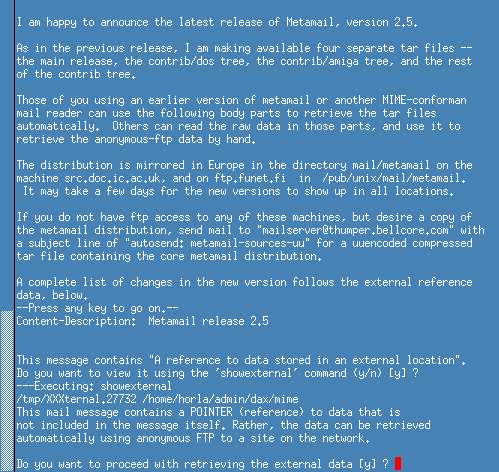 I am happy to announce the latest release of Metamail, version 2.5.
As in the previous release, I am making available four separate tar files --
the main release, the contrib/dos tree, the contrib/amiga tree, and the rest
of the contrib tree.
Those of you using an earlier version of metamail or another MIME-conforman
mail reader can use the following body parts to retrieve the tar files
automatically.  Others can read the raw data in those parts, and use it to
retrieve the anonymous-ftp data by hand.
The distribution is mirrored in Europe in the directory mail/metamail on the
machine src.doc.ic.ac.uk, and on ftp.funet.fi  in  /pub/unix/mail/metamail.
 It may take a few days for the new versions to show up in all locations.
If you do not have ftp access to any of these machines, but desire a copy of
the metamail distribution, send mail to "mailserver@thumper.bellcore.com" with
a subject line of "autosend: metamail-sources-uu" for a uuencoded compressed
tar file containing the core metamail distribution.
A complete list of changes in the new version follows the external reference
data, below.
--Press any key to go on.--
Content-Description:  Metamail release 2.5
This message contains "A reference to data stored in an external location".
Do you want to view it using the 'showexternal' command (y/n) [y] ?
---Executing: showexternal
/tmp/XXXternal.27732 /home/horla/admin/dax/mime
This mail message contains a POINTER (reference) to data that is
not included in the message itself. Rather, the data can be retrieved
automatically using anonymous FTP to a site on the network.
Do you want to proceed with retrieving the external data [y] ?